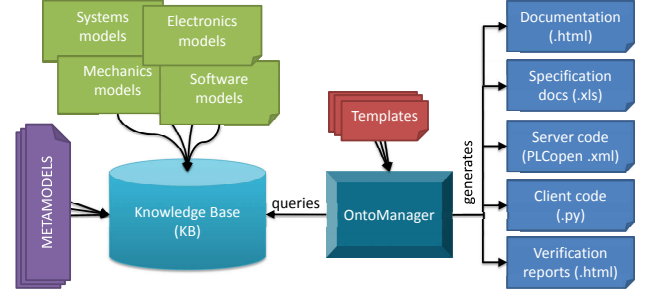 Systems
models
Electronics
models
Mechanics
models
Software
models
METAMODELS
Knowledge Base
(KB)
queries
Templates
OntoManager
generates
Documentation
(.html)
Specification
docs (.xls)
Server code
(PLCopen .xml)
Client code
(.py)
Verification
reports (.html)